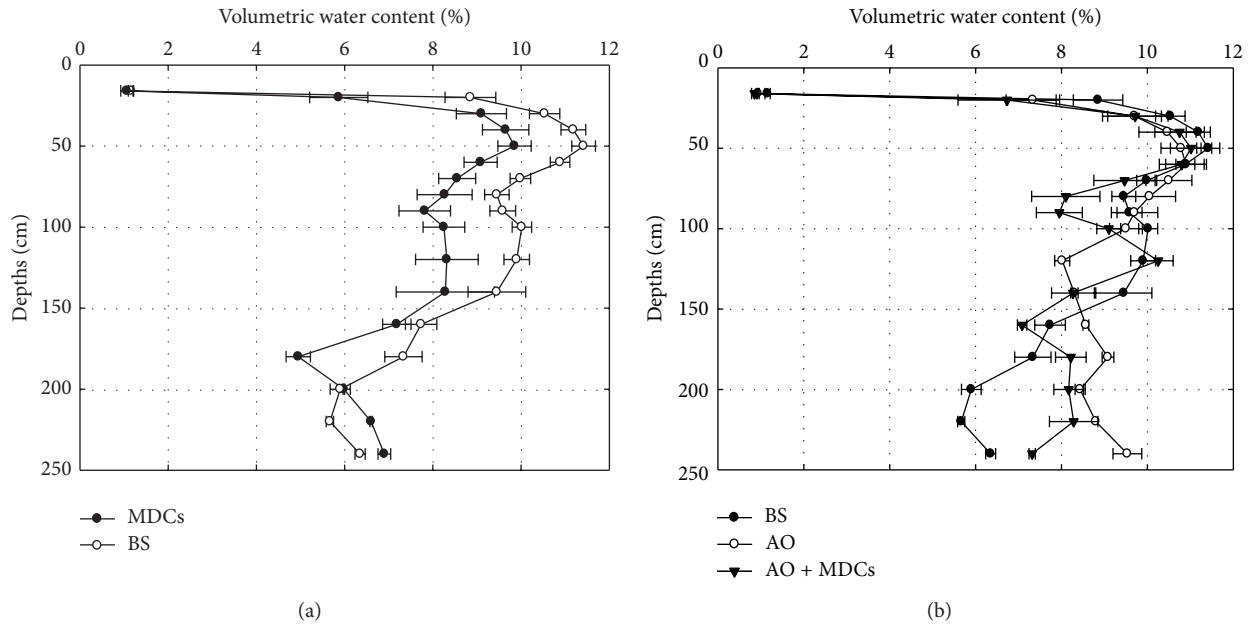 Volumetric water content (%)
0 2 4 6 8 10 12
0
50
100
150
200
250
Depths (cm)
MDCs
BS
(a)
Volumetric water content (%)
0 2 4 6 8 10 12
0
50
100
150
200
250
Depths (cm)
BS
AO
AO + MDCs
(b)